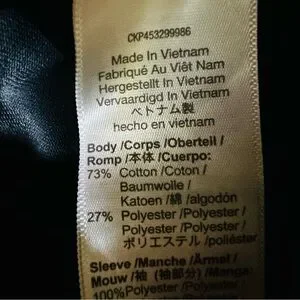 CKP453299986
Made In Vietnam
Fabriqué Au Việt Nam
Hergestellt In Vietnam
Vervaardigd In Vietnam
ベトナム製
hecho en vietnam
Body /Corps /Oberteil /
Romp /本体 /Cuerpo:
73% Cotton /Coton /
Baumwolle /
Katoen /綿 /algodón
27% Polyester /Polyester /
Polyester /Polyester /
ポリエステル /poliéster
Sleeve /Manche /Ärmel /
Mouw /袖 (袖部分) /Manga:
100% Polyester /Polyester /